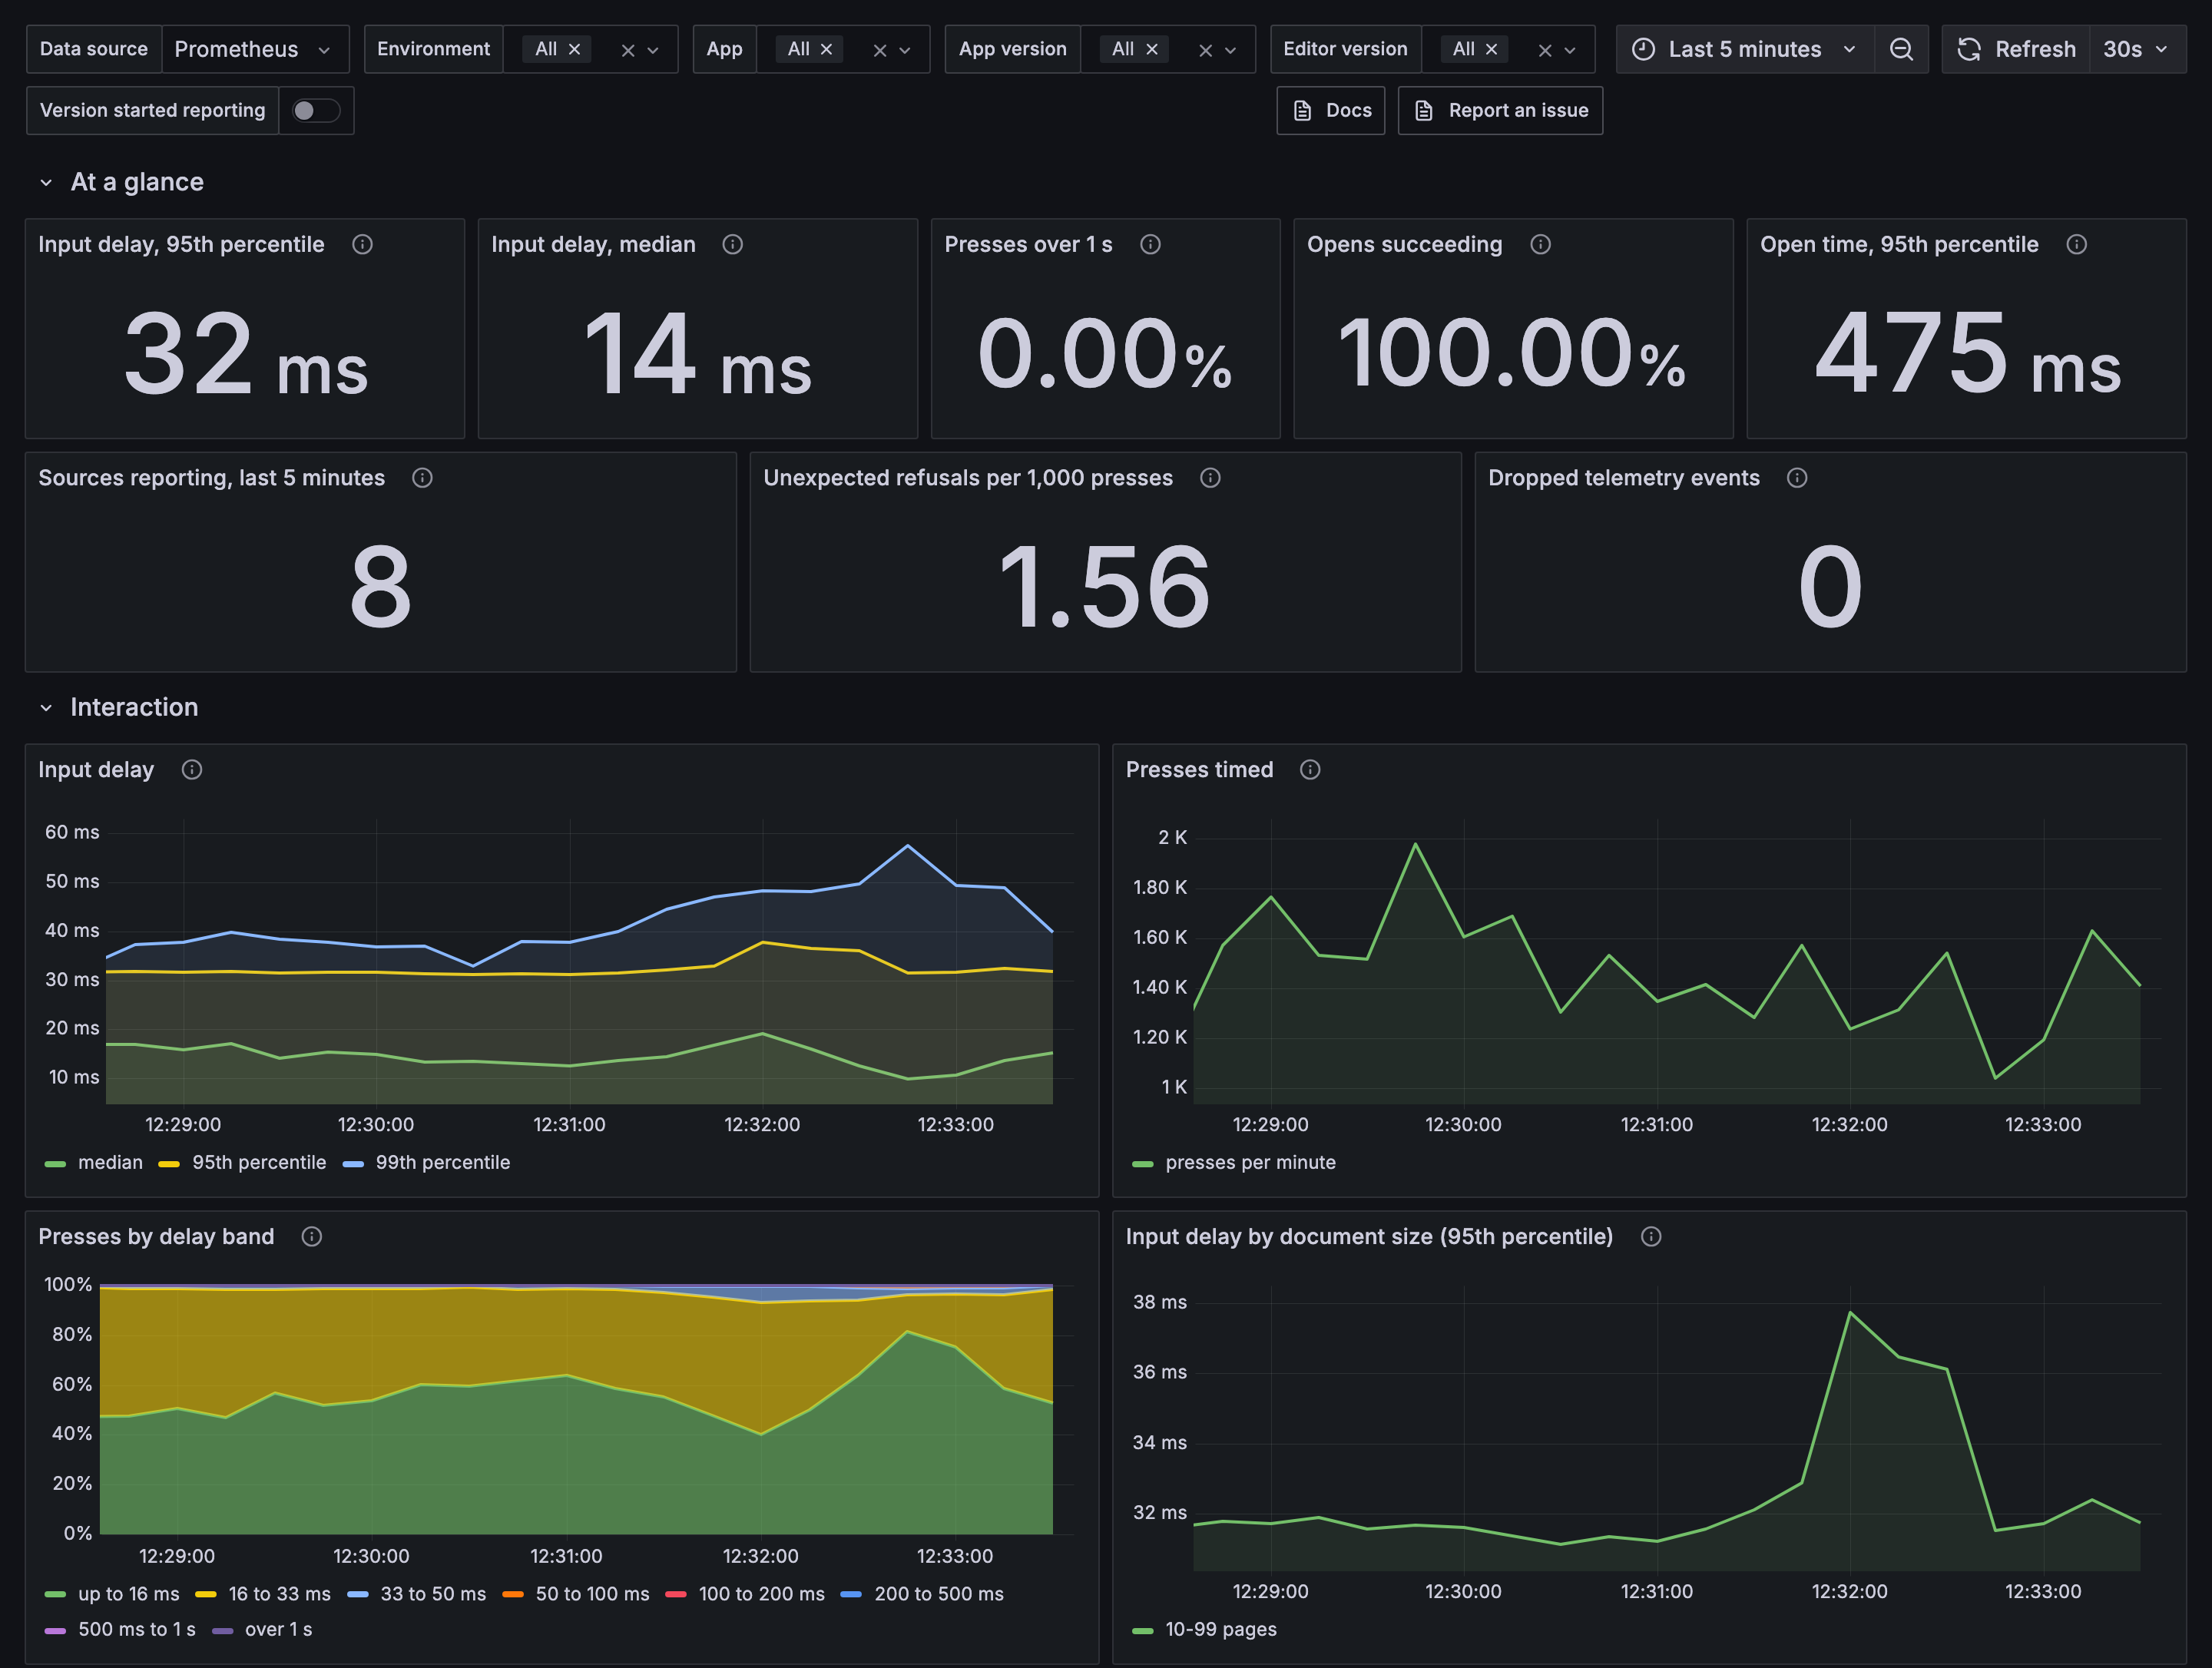 Data source Prometheus Environment All App All App version All Editor version All Last 5 minutes Refresh 30s
Version started reporting Docs Report an issue
At a glance
Input delay, 95th percentile
32 ms
Input delay, median
14 ms
Presses over 1 s
0.00%
Opens succeeding
100.00%
Open time, 95th percentile
475 ms
Sources reporting, last 5 minutes
8
Unexpected refusals per 1,000 presses
1.56
Dropped telemetry events
0
Interaction
Input delay
60 ms
50 ms
40 ms
30 ms
20 ms
10 ms
12:29:00 12:30:00 12:31:00 12:32:00 12:33:00
median 95th percentile 99th percentile
Presses timed
2 K
1.80 K
1.60 K
1.40 K
1.20 K
1 K
12:29:00 12:30:00 12:31:00 12:32:00 12:33:00
presses per minute
Presses by delay band
100%
80%
60%
40%
20%
0%
12:29:00 12:30:00 12:31:00 12:32:00 12:33:00
up to 16 ms 16 to 33 ms 33 to 50 ms 50 to 100 ms 100 to 200 ms 200 to 500 ms
500 ms to 1 s over 1 s
Input delay by document size (95th percentile)
38 ms
36 ms
34 ms
32 ms
12:29:00 12:30:00 12:31:00 12:32:00 12:33:00
10-99 pages